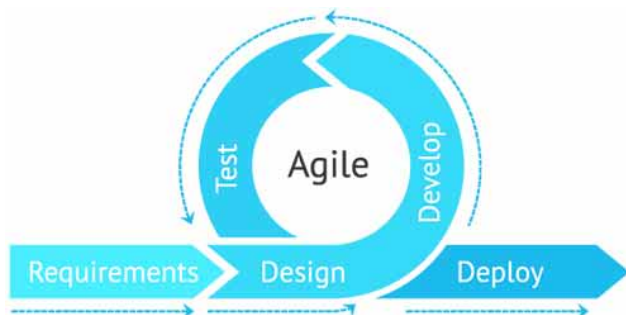 Agile
Test
Develop
Requirements
Design
Deploy